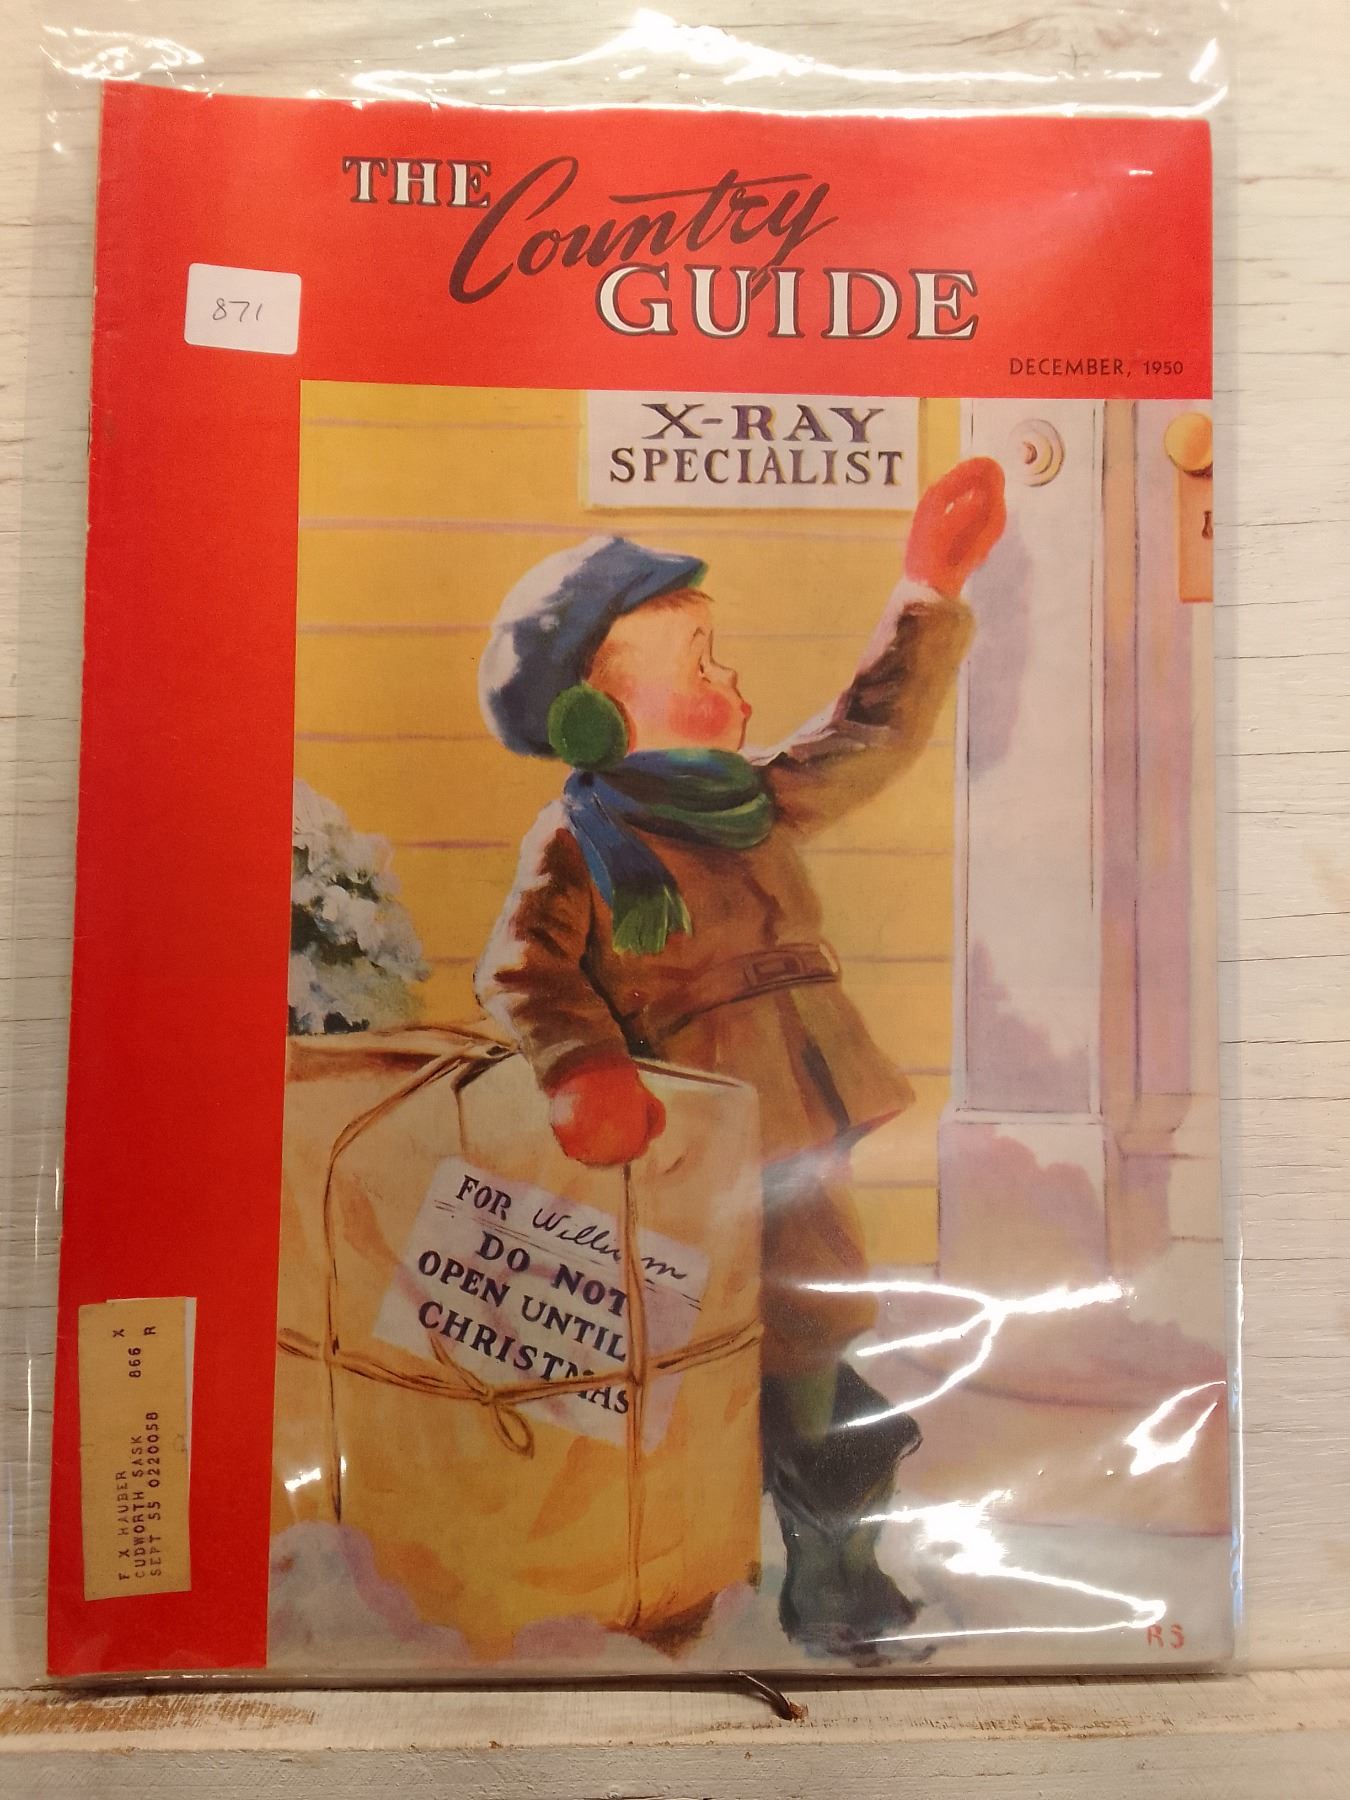 THE Country
GUIDE
871
DECEMBER, 1950
X-RAY
SPECIALIST
FOR William
DO NOT
OPEN UNTIL
CHRISTMAS
X
866 R
F X HAUBER
CUDWORTH SASK
SEPT 55 022005B
RS